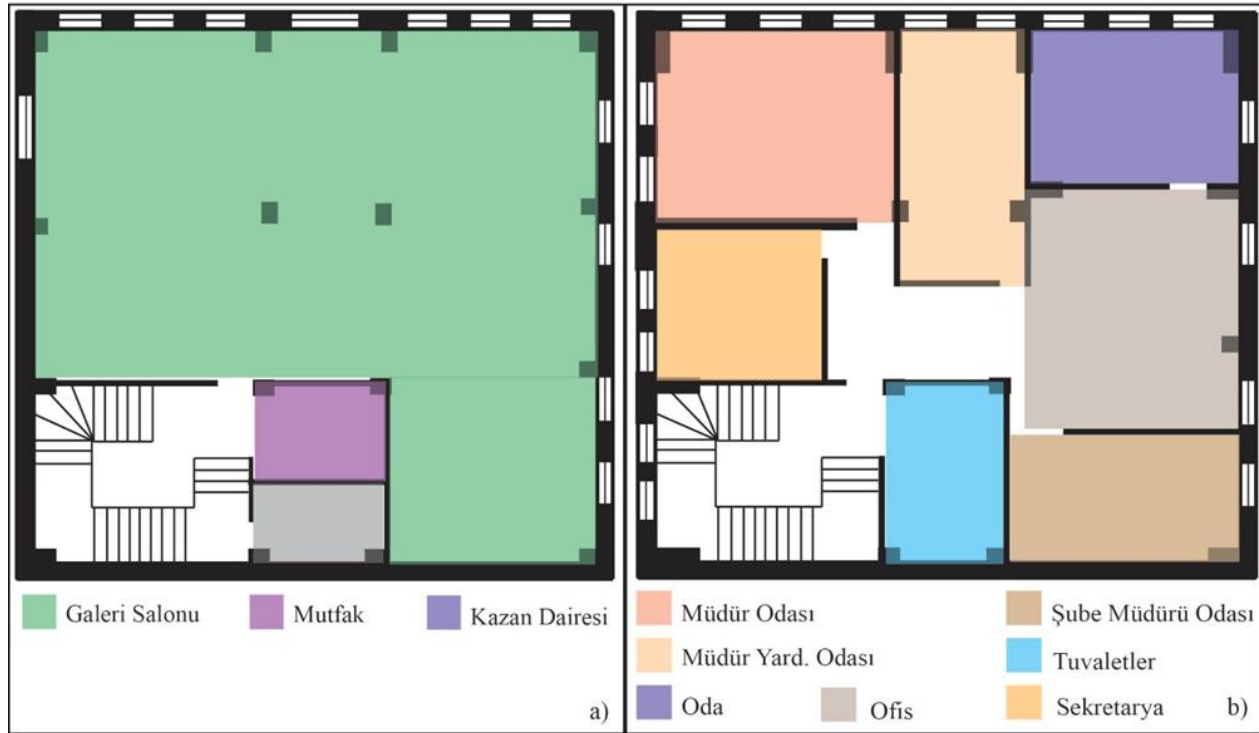 Galeri Salonu
Mutfak
Kazan Dairesi
a)
Müdür Odası
Şube Müdürü Odası
Müdür Yard. Odası
Tuvaletler
Oda
Ofis
Sekretarya
b)